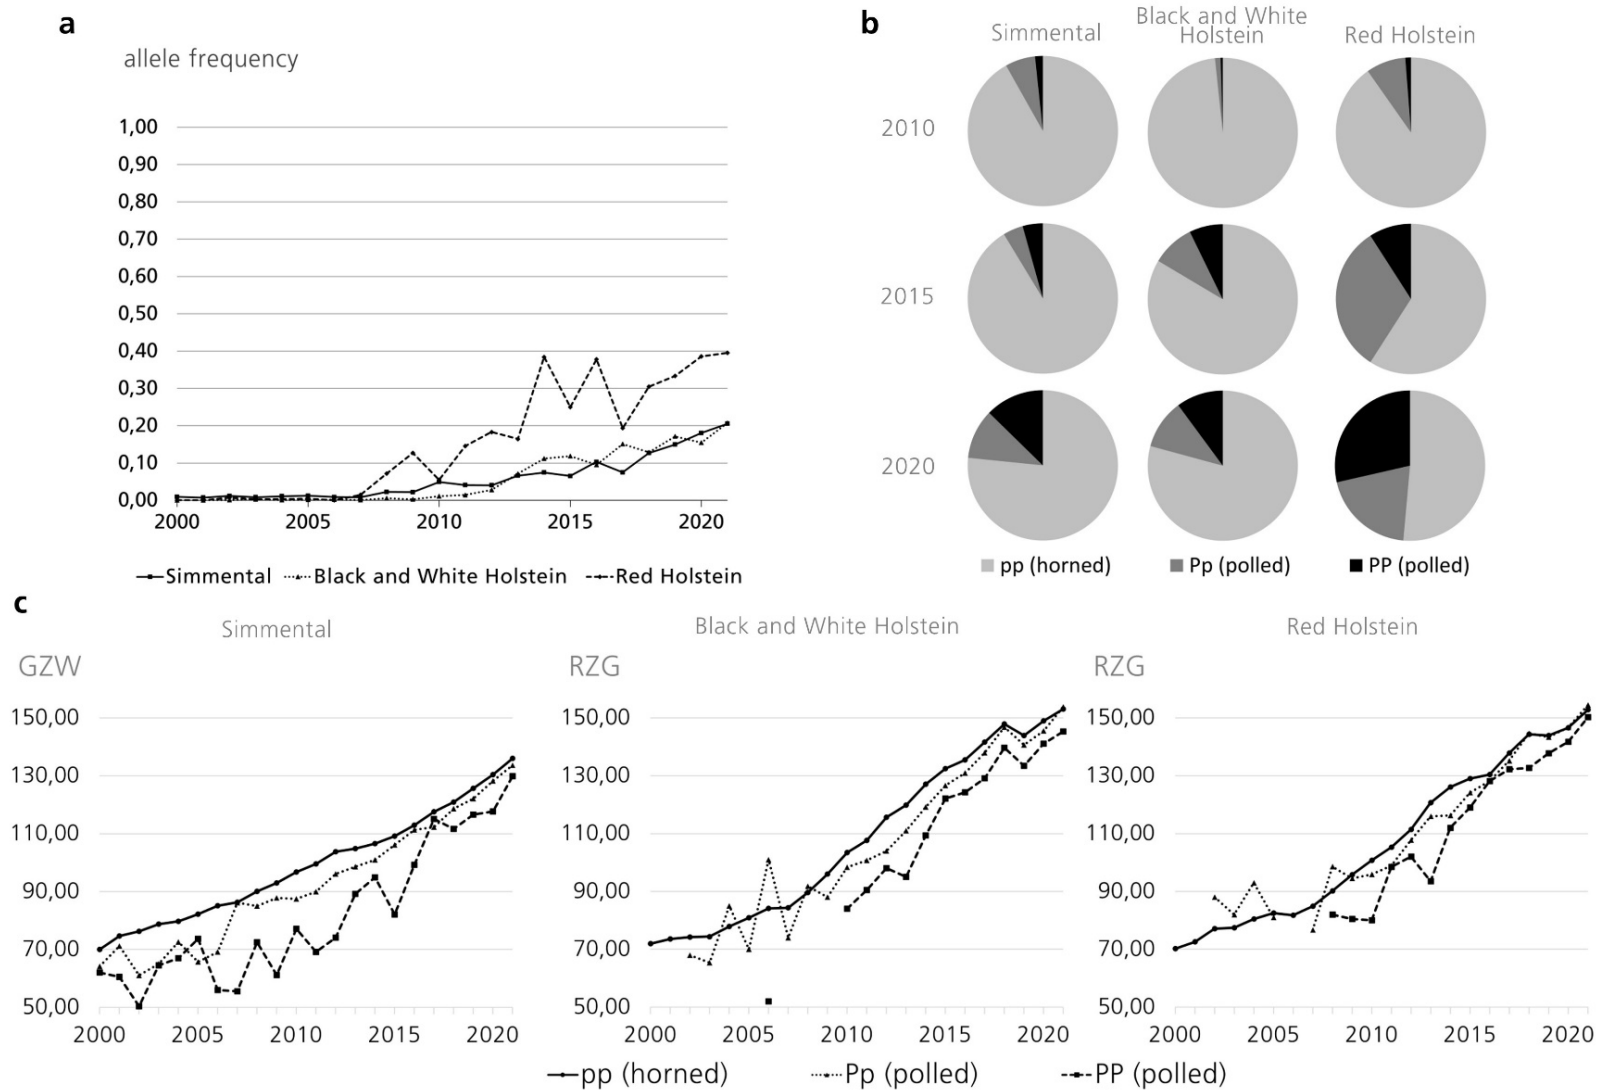 a
allele frequency
1,00
0,90
0,80
0,70
0,60
0,50
0,40
0,30
0,20
0,10
0,00
2000 2005 2010 2015 2020
Simmental Black and White Holstein Red Holstein
b
Simmental Black and White Holstein Red Holstein
2010
2015
2020
pp (horned) Pp (polled) PP (polled)
c
Simmental
GZW
150,00
130,00
110,00
90,00
70,00
50,00
2000 2005 2010 2015 2020
Black and White Holstein
RZG
150,00
130,00
110,00
90,00
70,00
50,00
2000 2005 2010 2015 2020
Red Holstein
RZG
150,00
130,00
110,00
90,00
70,00
50,00
2000 2005 2010 2015 2020
pp (horned) Pp (polled) PP (polled)